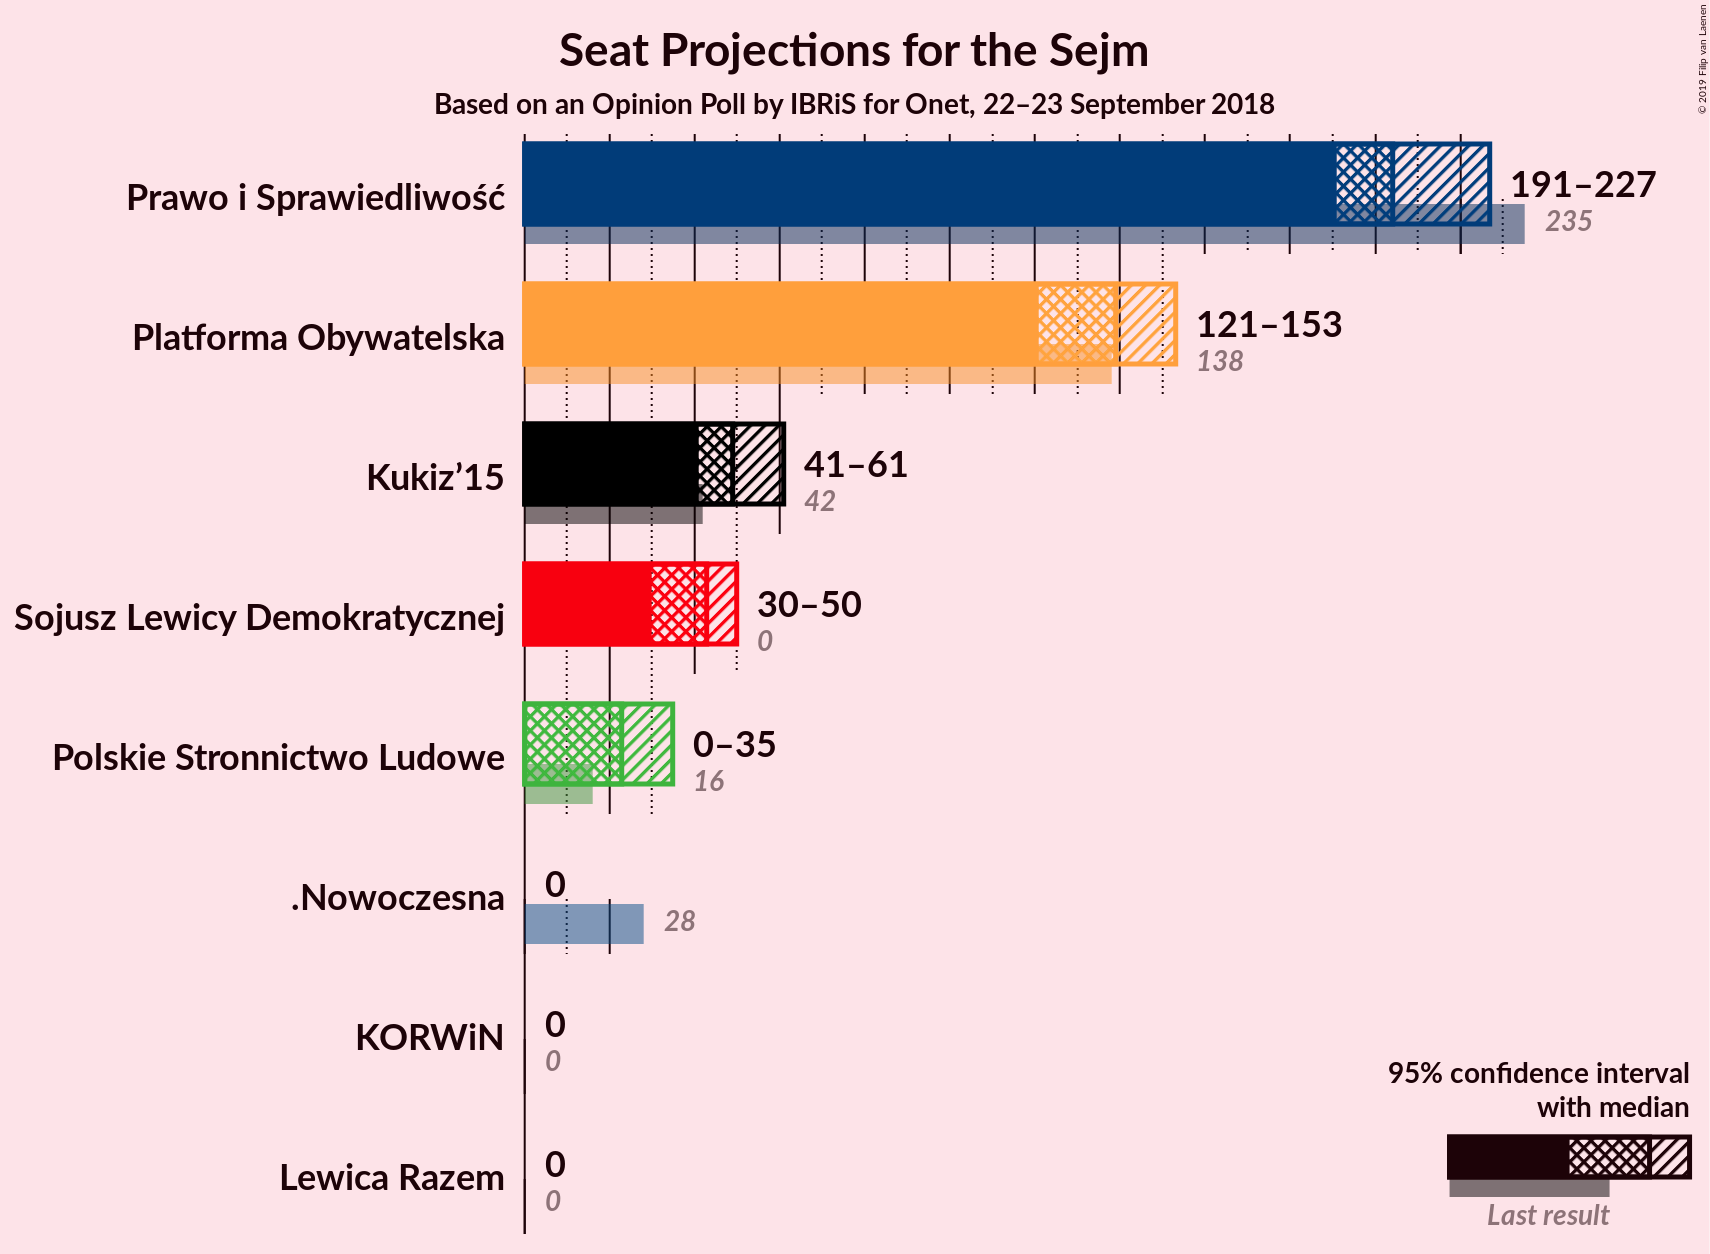 Seat Projections for the Sejm
Based on an Opinion Poll by IBRiS for Onet, 22–23 September 2018
© 2019 Filip van Laenen
Prawo i Sprawiedliwość
191–227
235
Platforma Obywatelska
121–153
138
Kukiz’15
41–61
42
Sojusz Lewicy Demokratycznej
30–50
0
Polskie Stronnictwo Ludowe
0–35
16
.Nowoczesna
0
28
KORWiN
0
0
Lewica Razem
0
0
95% confidence interval
with median
Last result